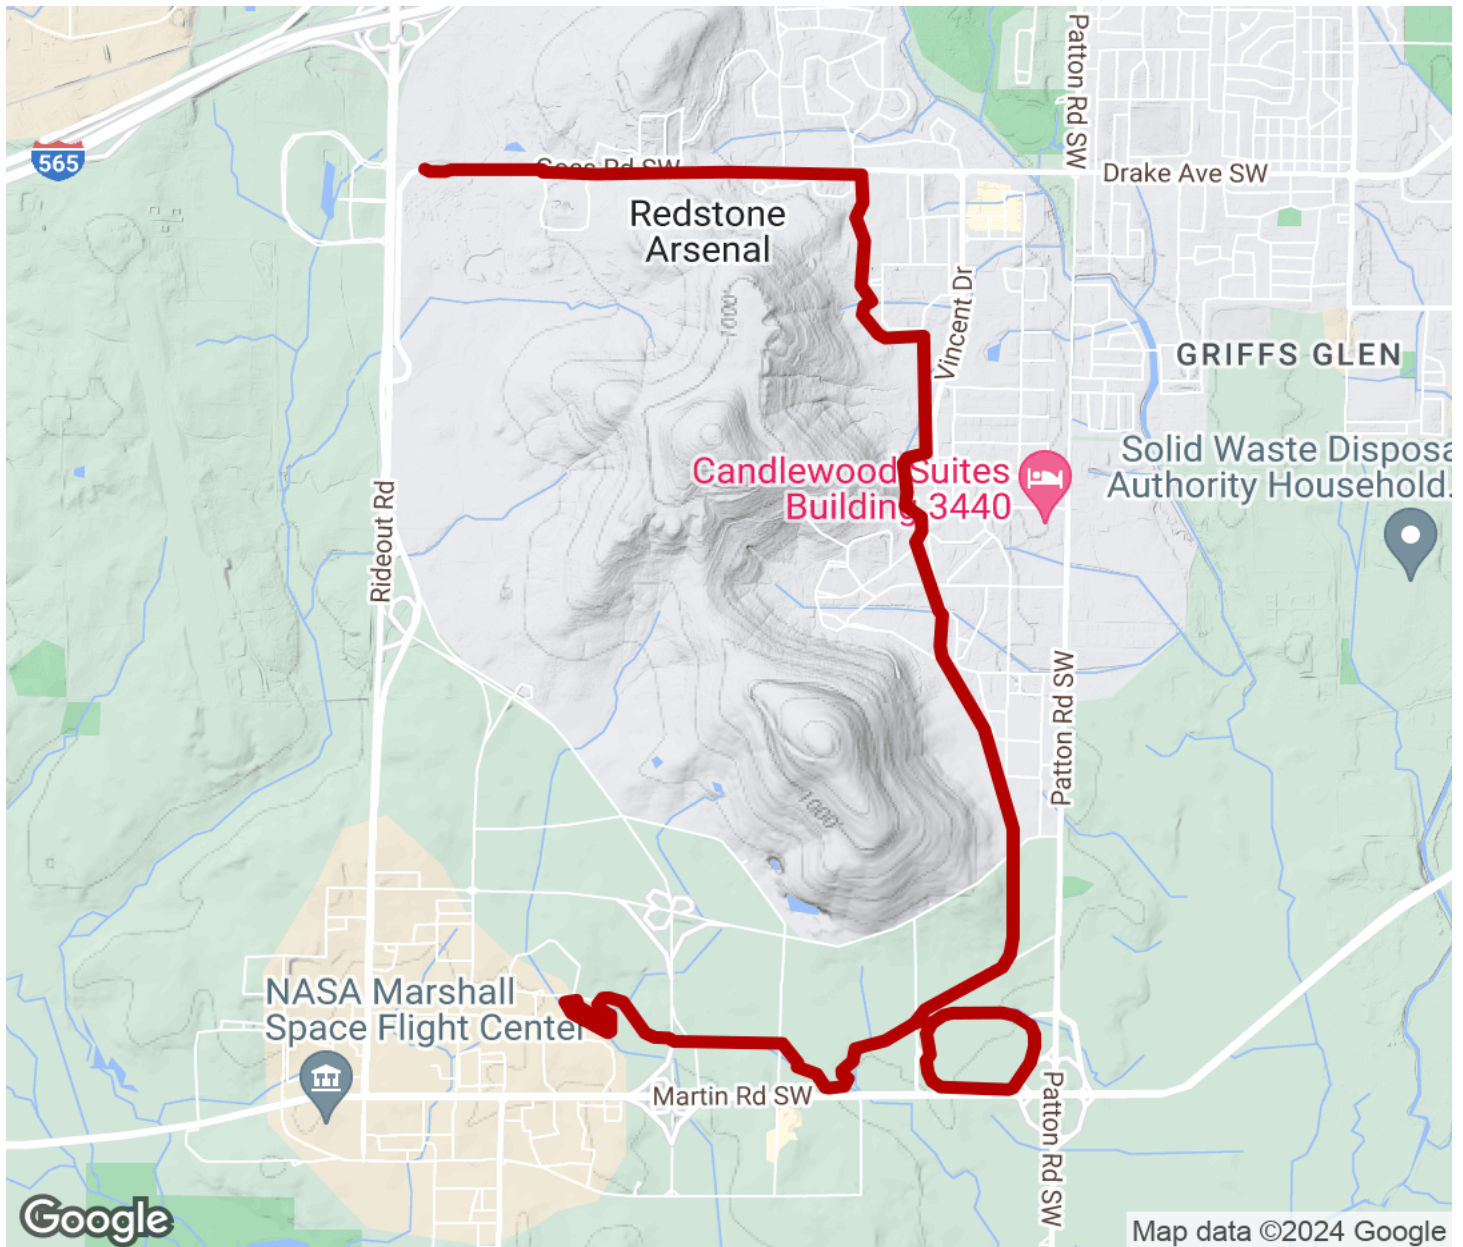 Patton Rd SW
565
Goss Rd SW
Drake Ave SW
Redstone
Arsenal
1000'
Vincent Dr
GRIFFS GLEN
Candlewood Suites
Building 3440
Solid Waste Disposa
Authority Household.
Rideout Rd
Patton Rd SW
1000'
NASA Marshall
Space Flight Center
Martin Rd SW
Patton Rd SW
Google
Map data ©2024 Google